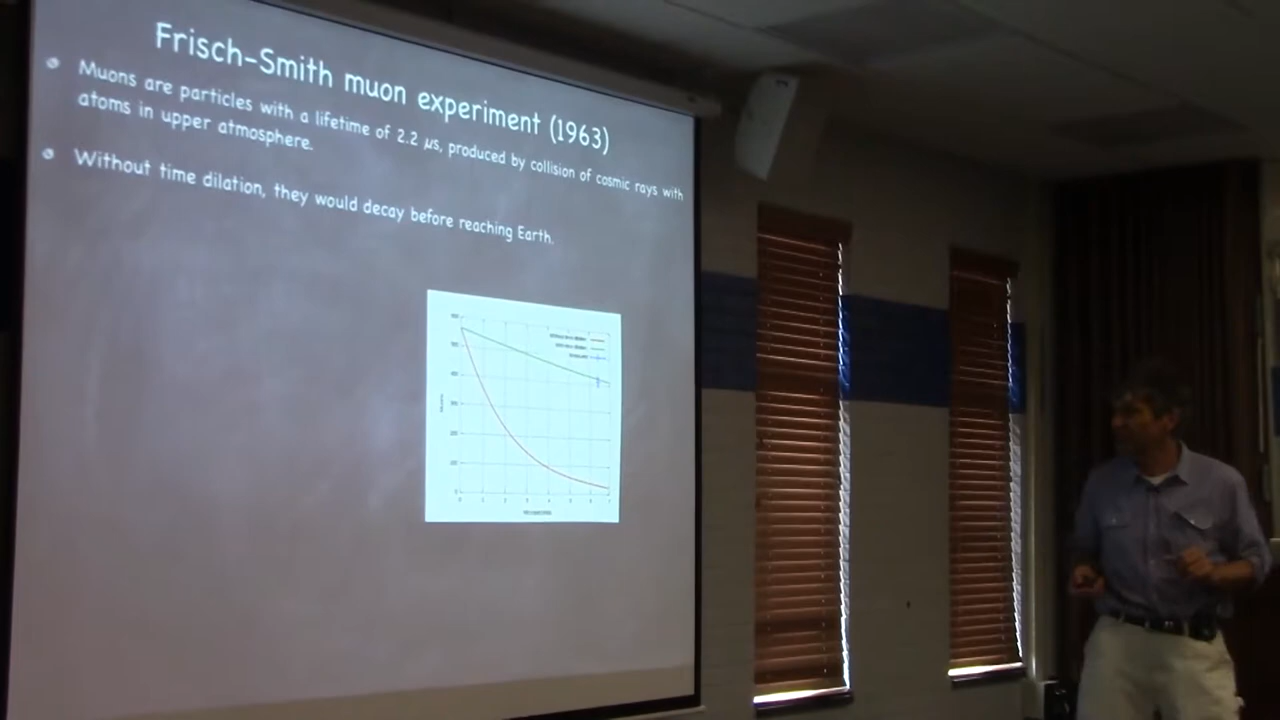 Frisch-Smith muon experiment (1963)
Muons are particles with a lifetime of 2.2 μs, produced by collision of cosmic rays with
atoms in upper atmosphere.
Without time dilation, they would decay before reaching Earth.